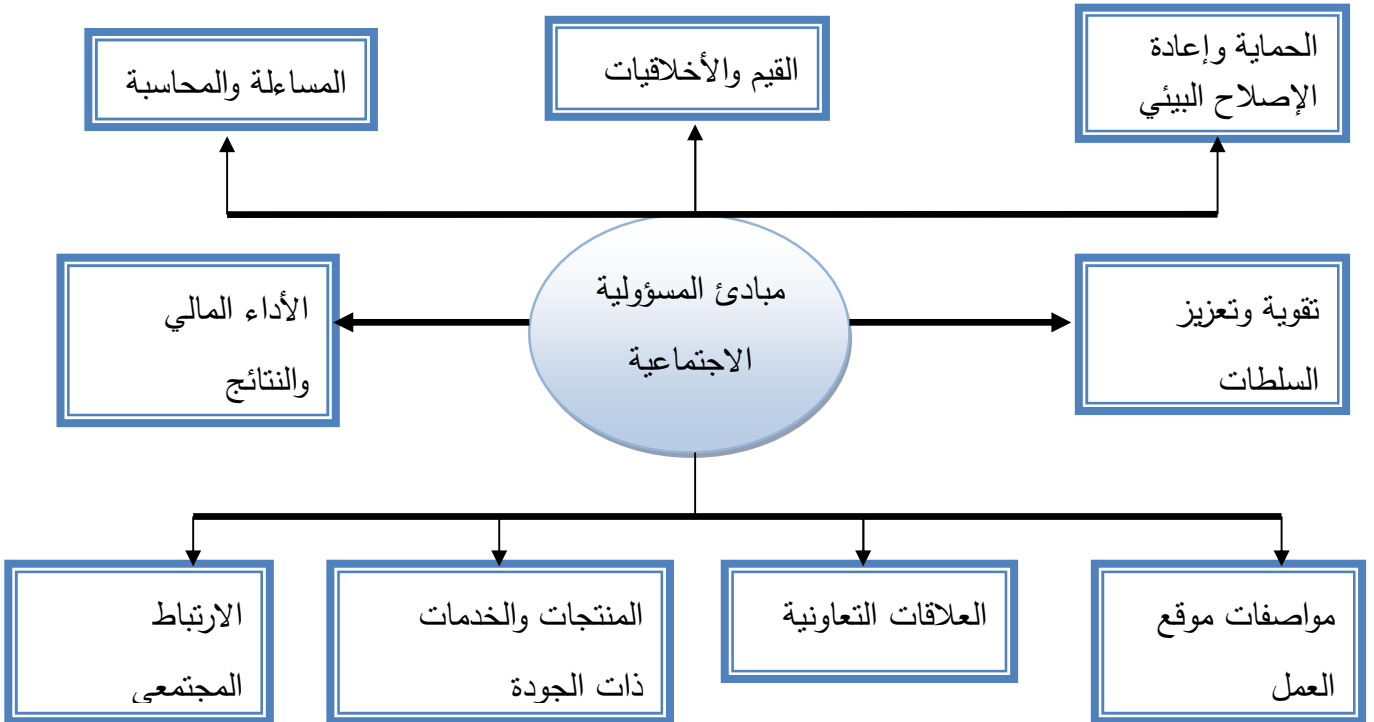 الحماية وإعادة
الإصلاح البيئي
القيم والأخلاقيات
المساءلة والمحاسبة
مبادئ المسؤولية
الاجتماعية
تقوية وتعزيز
السلطات
الأداء المالي
والنتائج
مواصفات موقع
العمل
العلاقات التعاونية
المنتجات والخدمات
ذات الجودة
الارتباط
المجتمعي